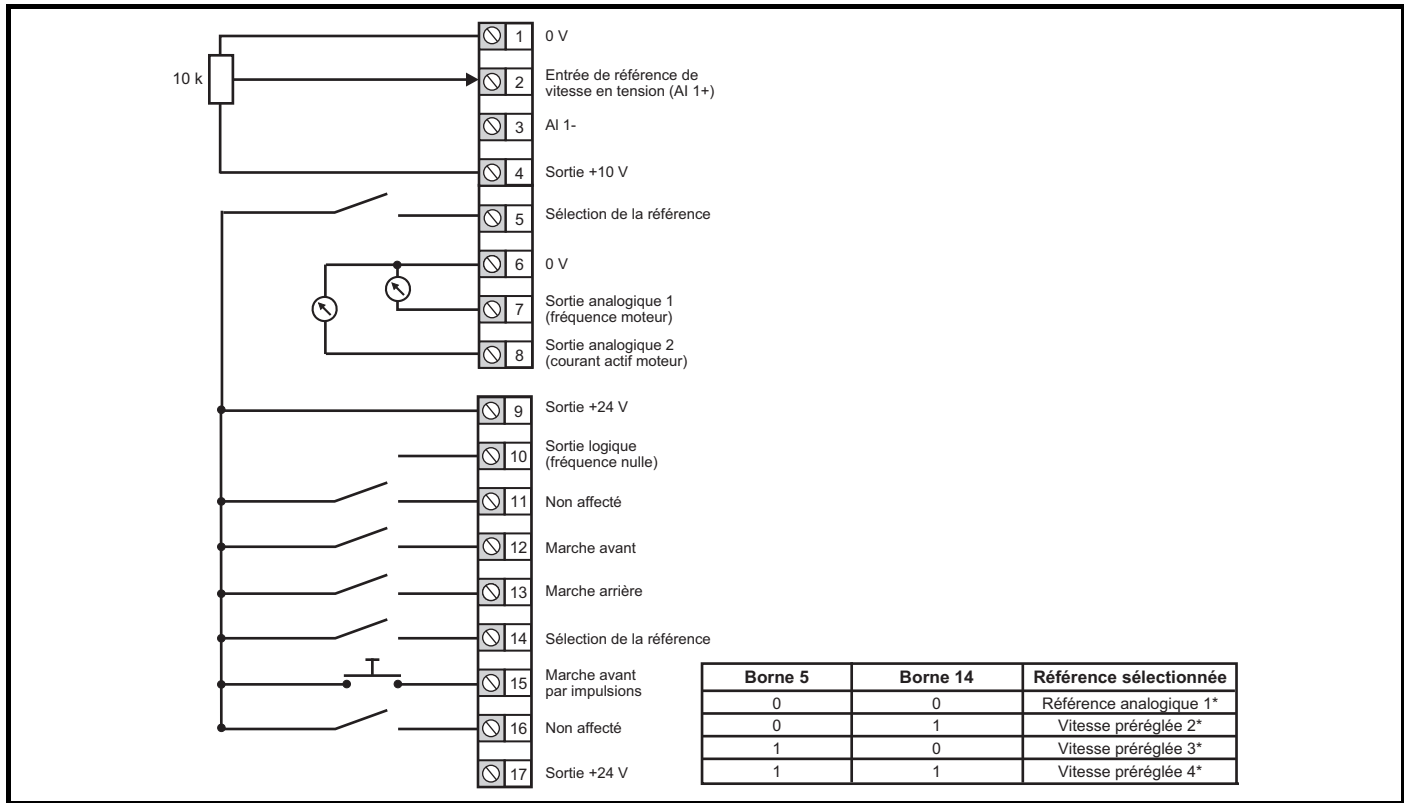 1 0 V
10 k
2 Entrée de référence de
vitesse en tension (AI 1+)
3 AI 1-
4 Sortie +10 V
5 Sélection de la référence
6 0 V
7 Sortie analogique 1
(fréquence moteur)
8 Sortie analogique 2
(courant actif moteur)
9 Sortie +24 V
10 Sortie logique
(fréquence nulle)
11 Non affecté
12 Marche avant
13 Marche arrière
14 Sélection de la référence
15 Marche avant
par impulsions
16 Non affecté
17 Sortie +24 V
Borne 5 Borne 14 Référence sélectionnée
0 0 Référence analogique 1*
0 1 Vitesse préréglée 2*
1 0 Vitesse préréglée 3*
1 1 Vitesse préréglée 4*